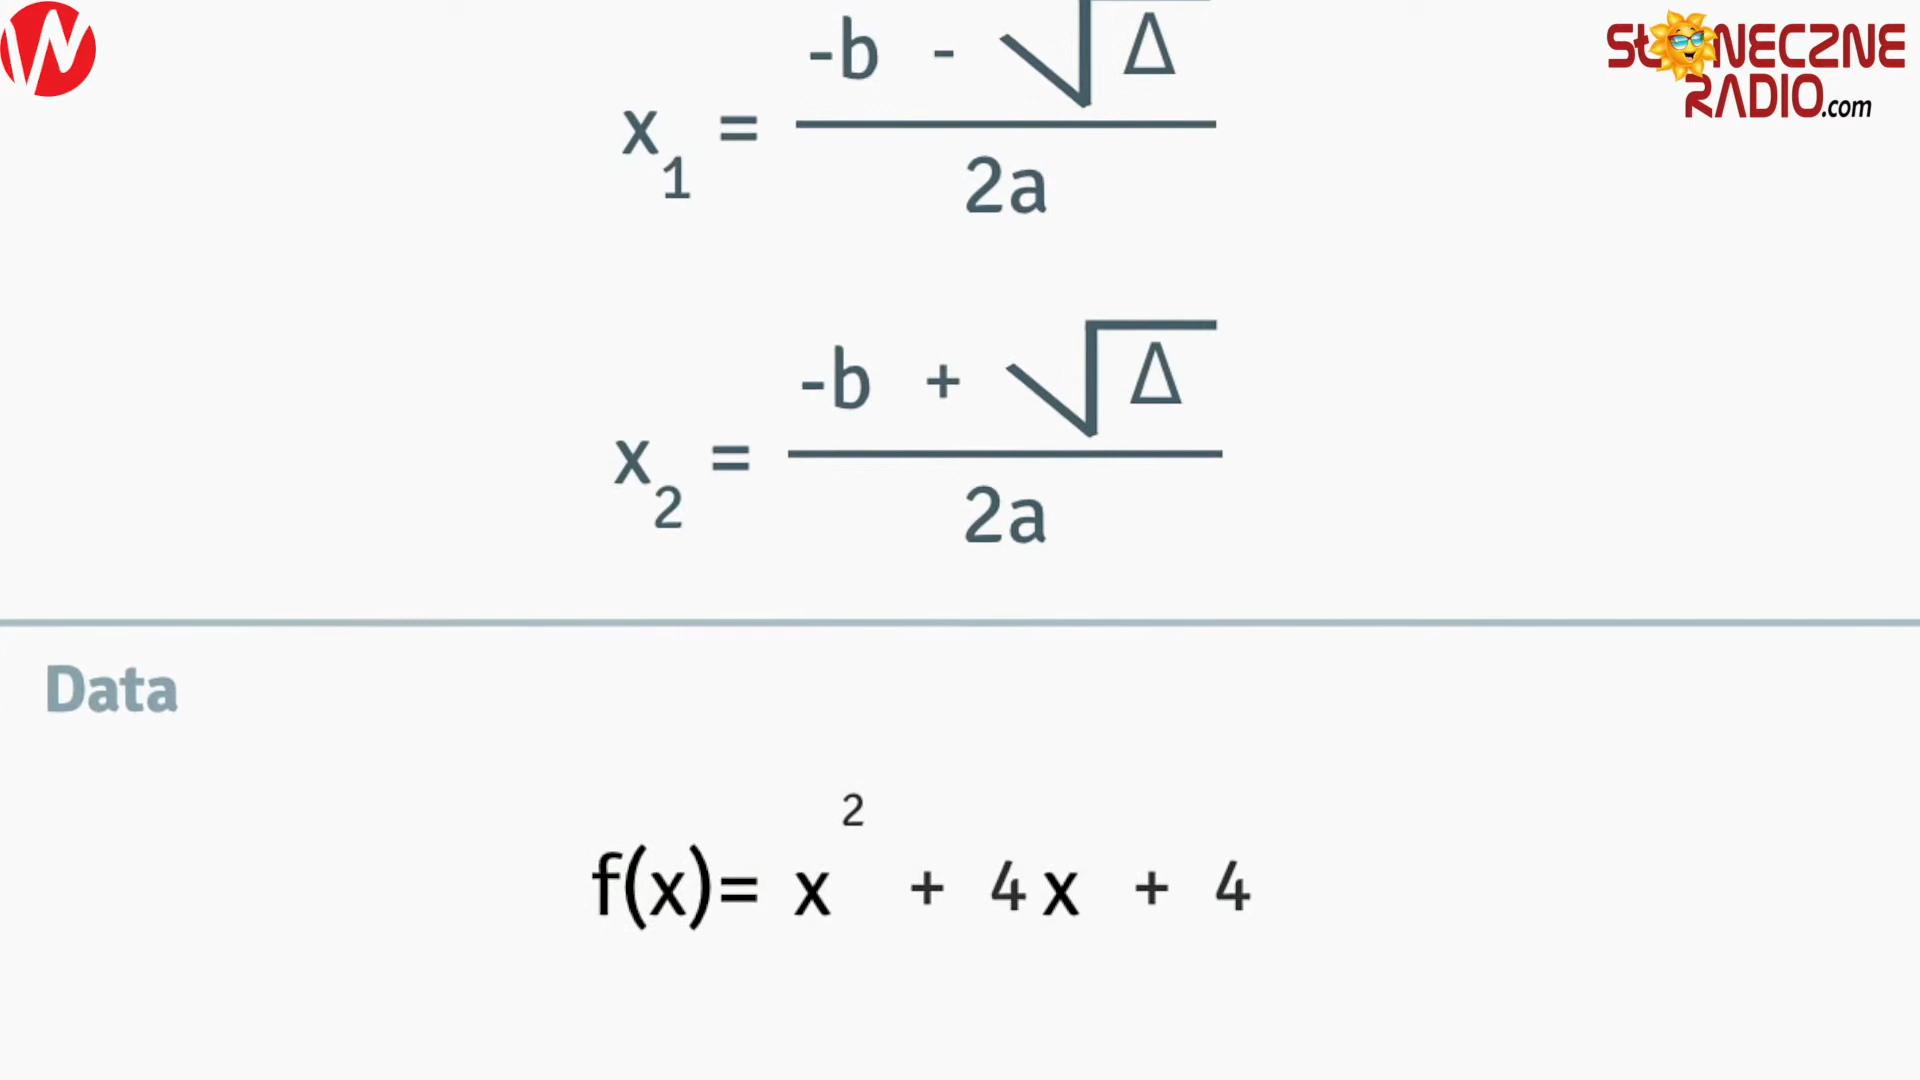 W
SŁONECZNE
RADIO.com
x₁ = (-b - √Δ) / 2a
x₂ = (-b + √Δ) / 2a
Data
f(x)= x² + 4x + 4